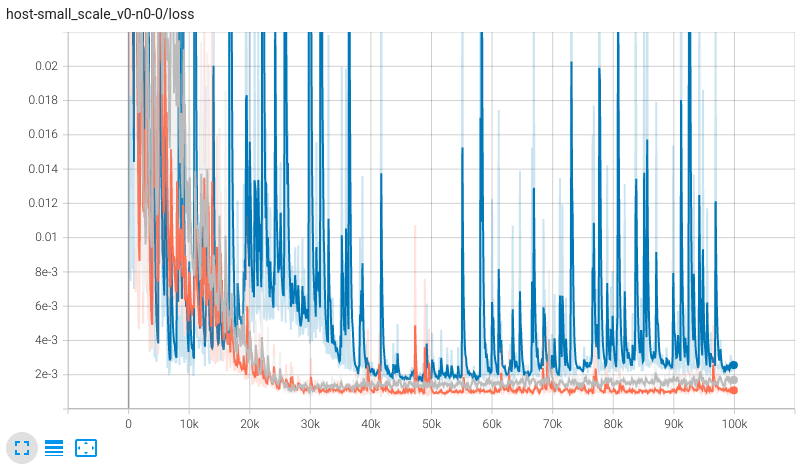 host-small_scale_v0-n0-0/loss
0.02
0.018
0.016
0.014
0.012
0.01
8e-3
6e-3
4e-3
2e-3
0 10k 20k 30k 40k 50k 60k 70k 80k 90k 100k